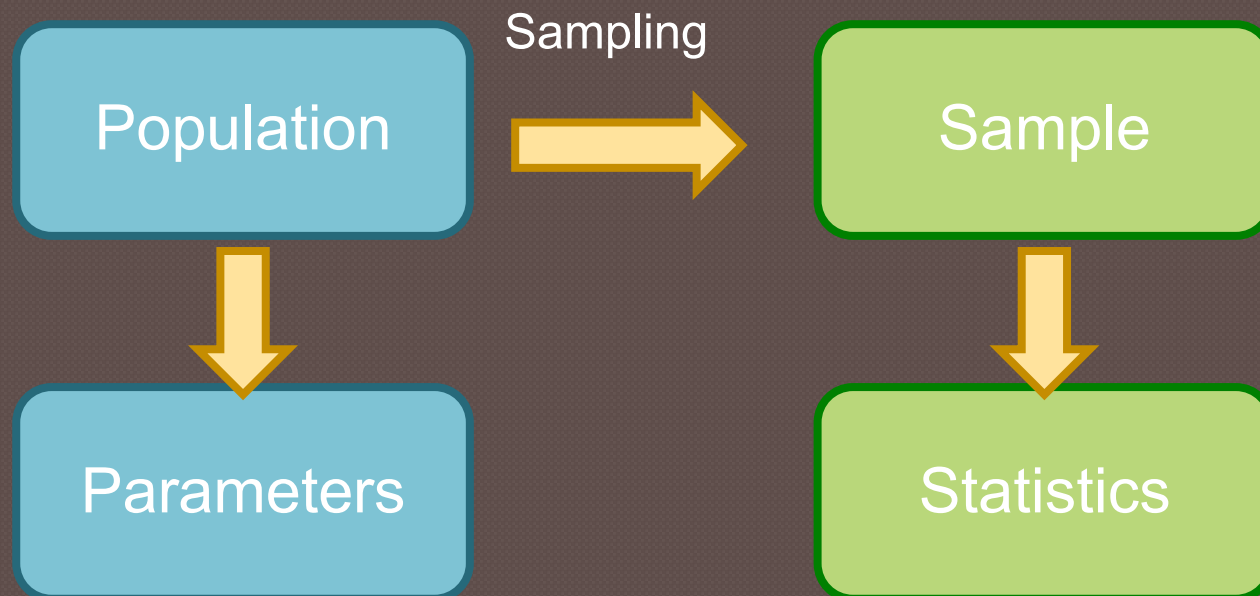 Sampling
Population
Sample
Parameters
Statistics